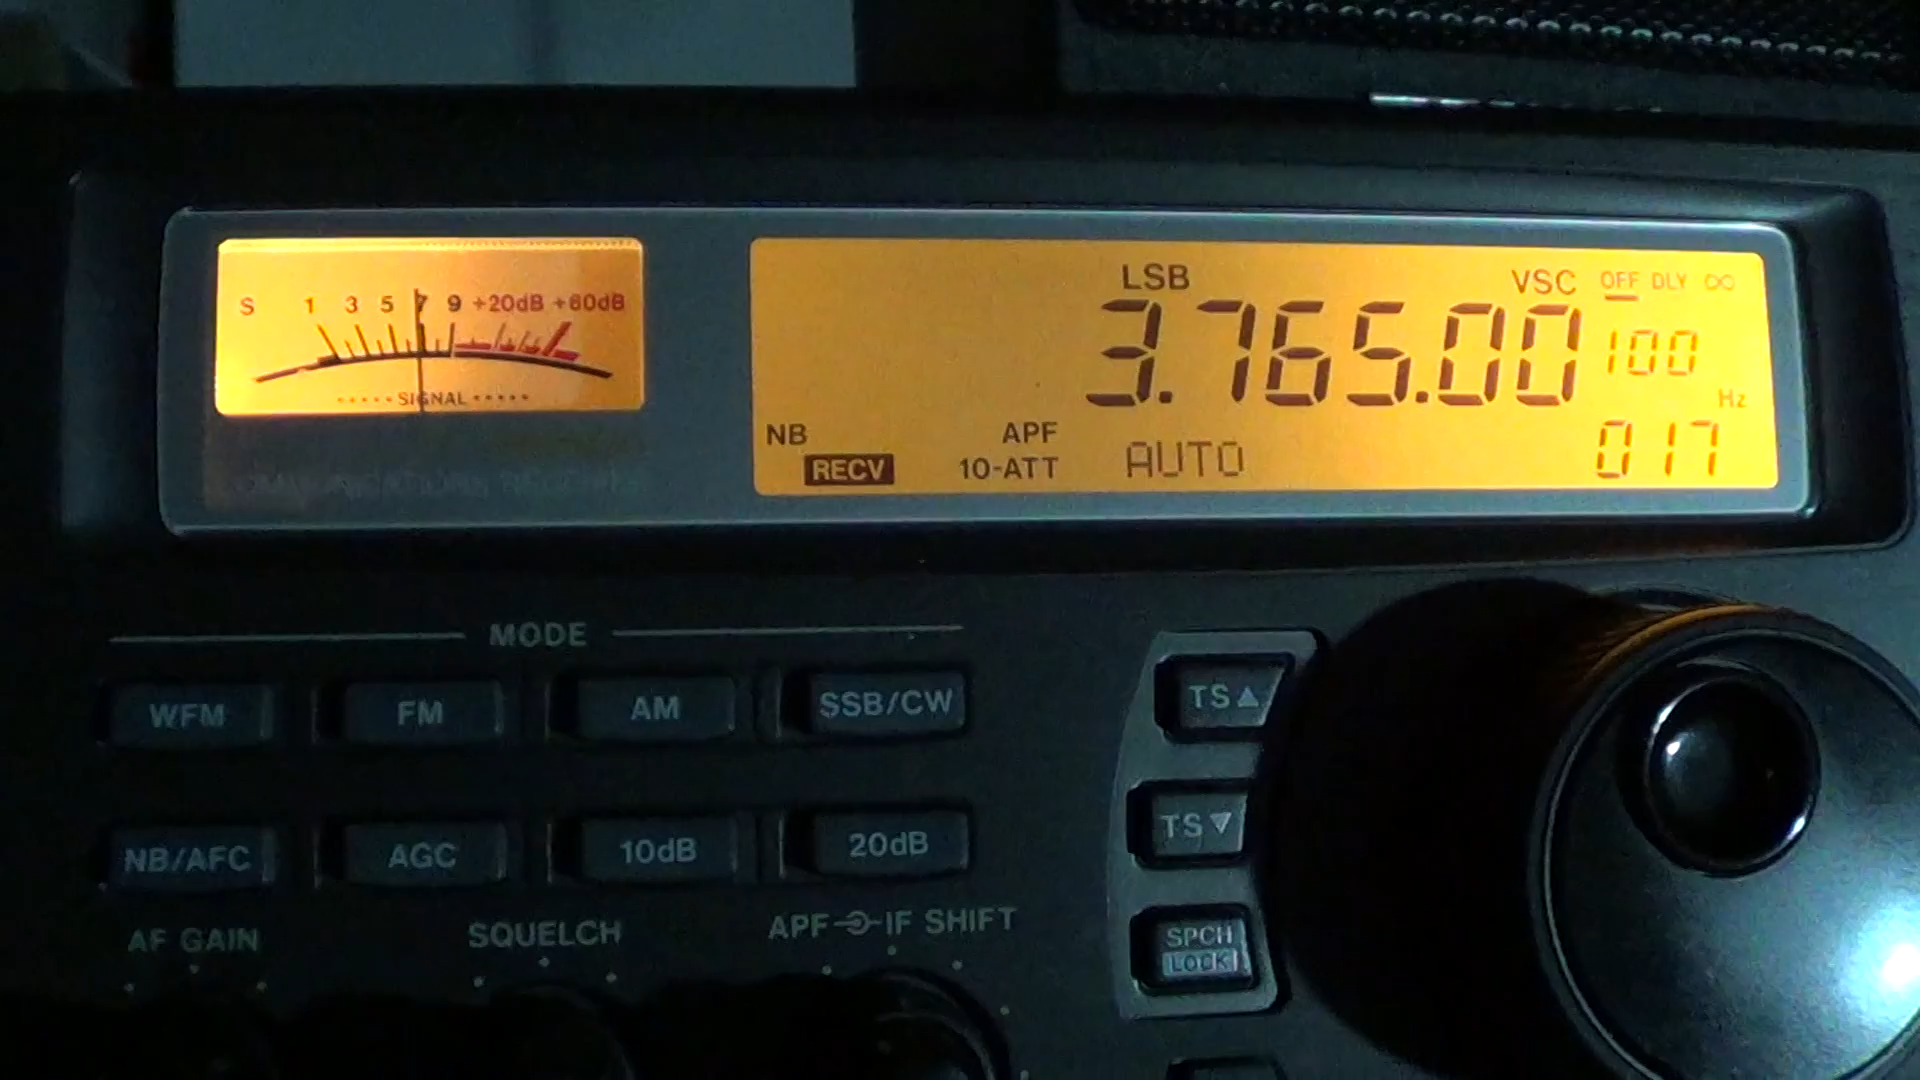 S 1 3 5 7 9 +20dB +60dB
SIGNAL
LSB VSC OFF DLY ∞
3.765.00 100
Hz
NB APF
RECV 10-ATT AUTO 017
MODE
WFM FM AM SSB/CW
NB/AFC AGC 10dB 20dB
AF GAIN SQUELCH APF IF SHIFT
TS▲
TS▼
SPCH
LOCK